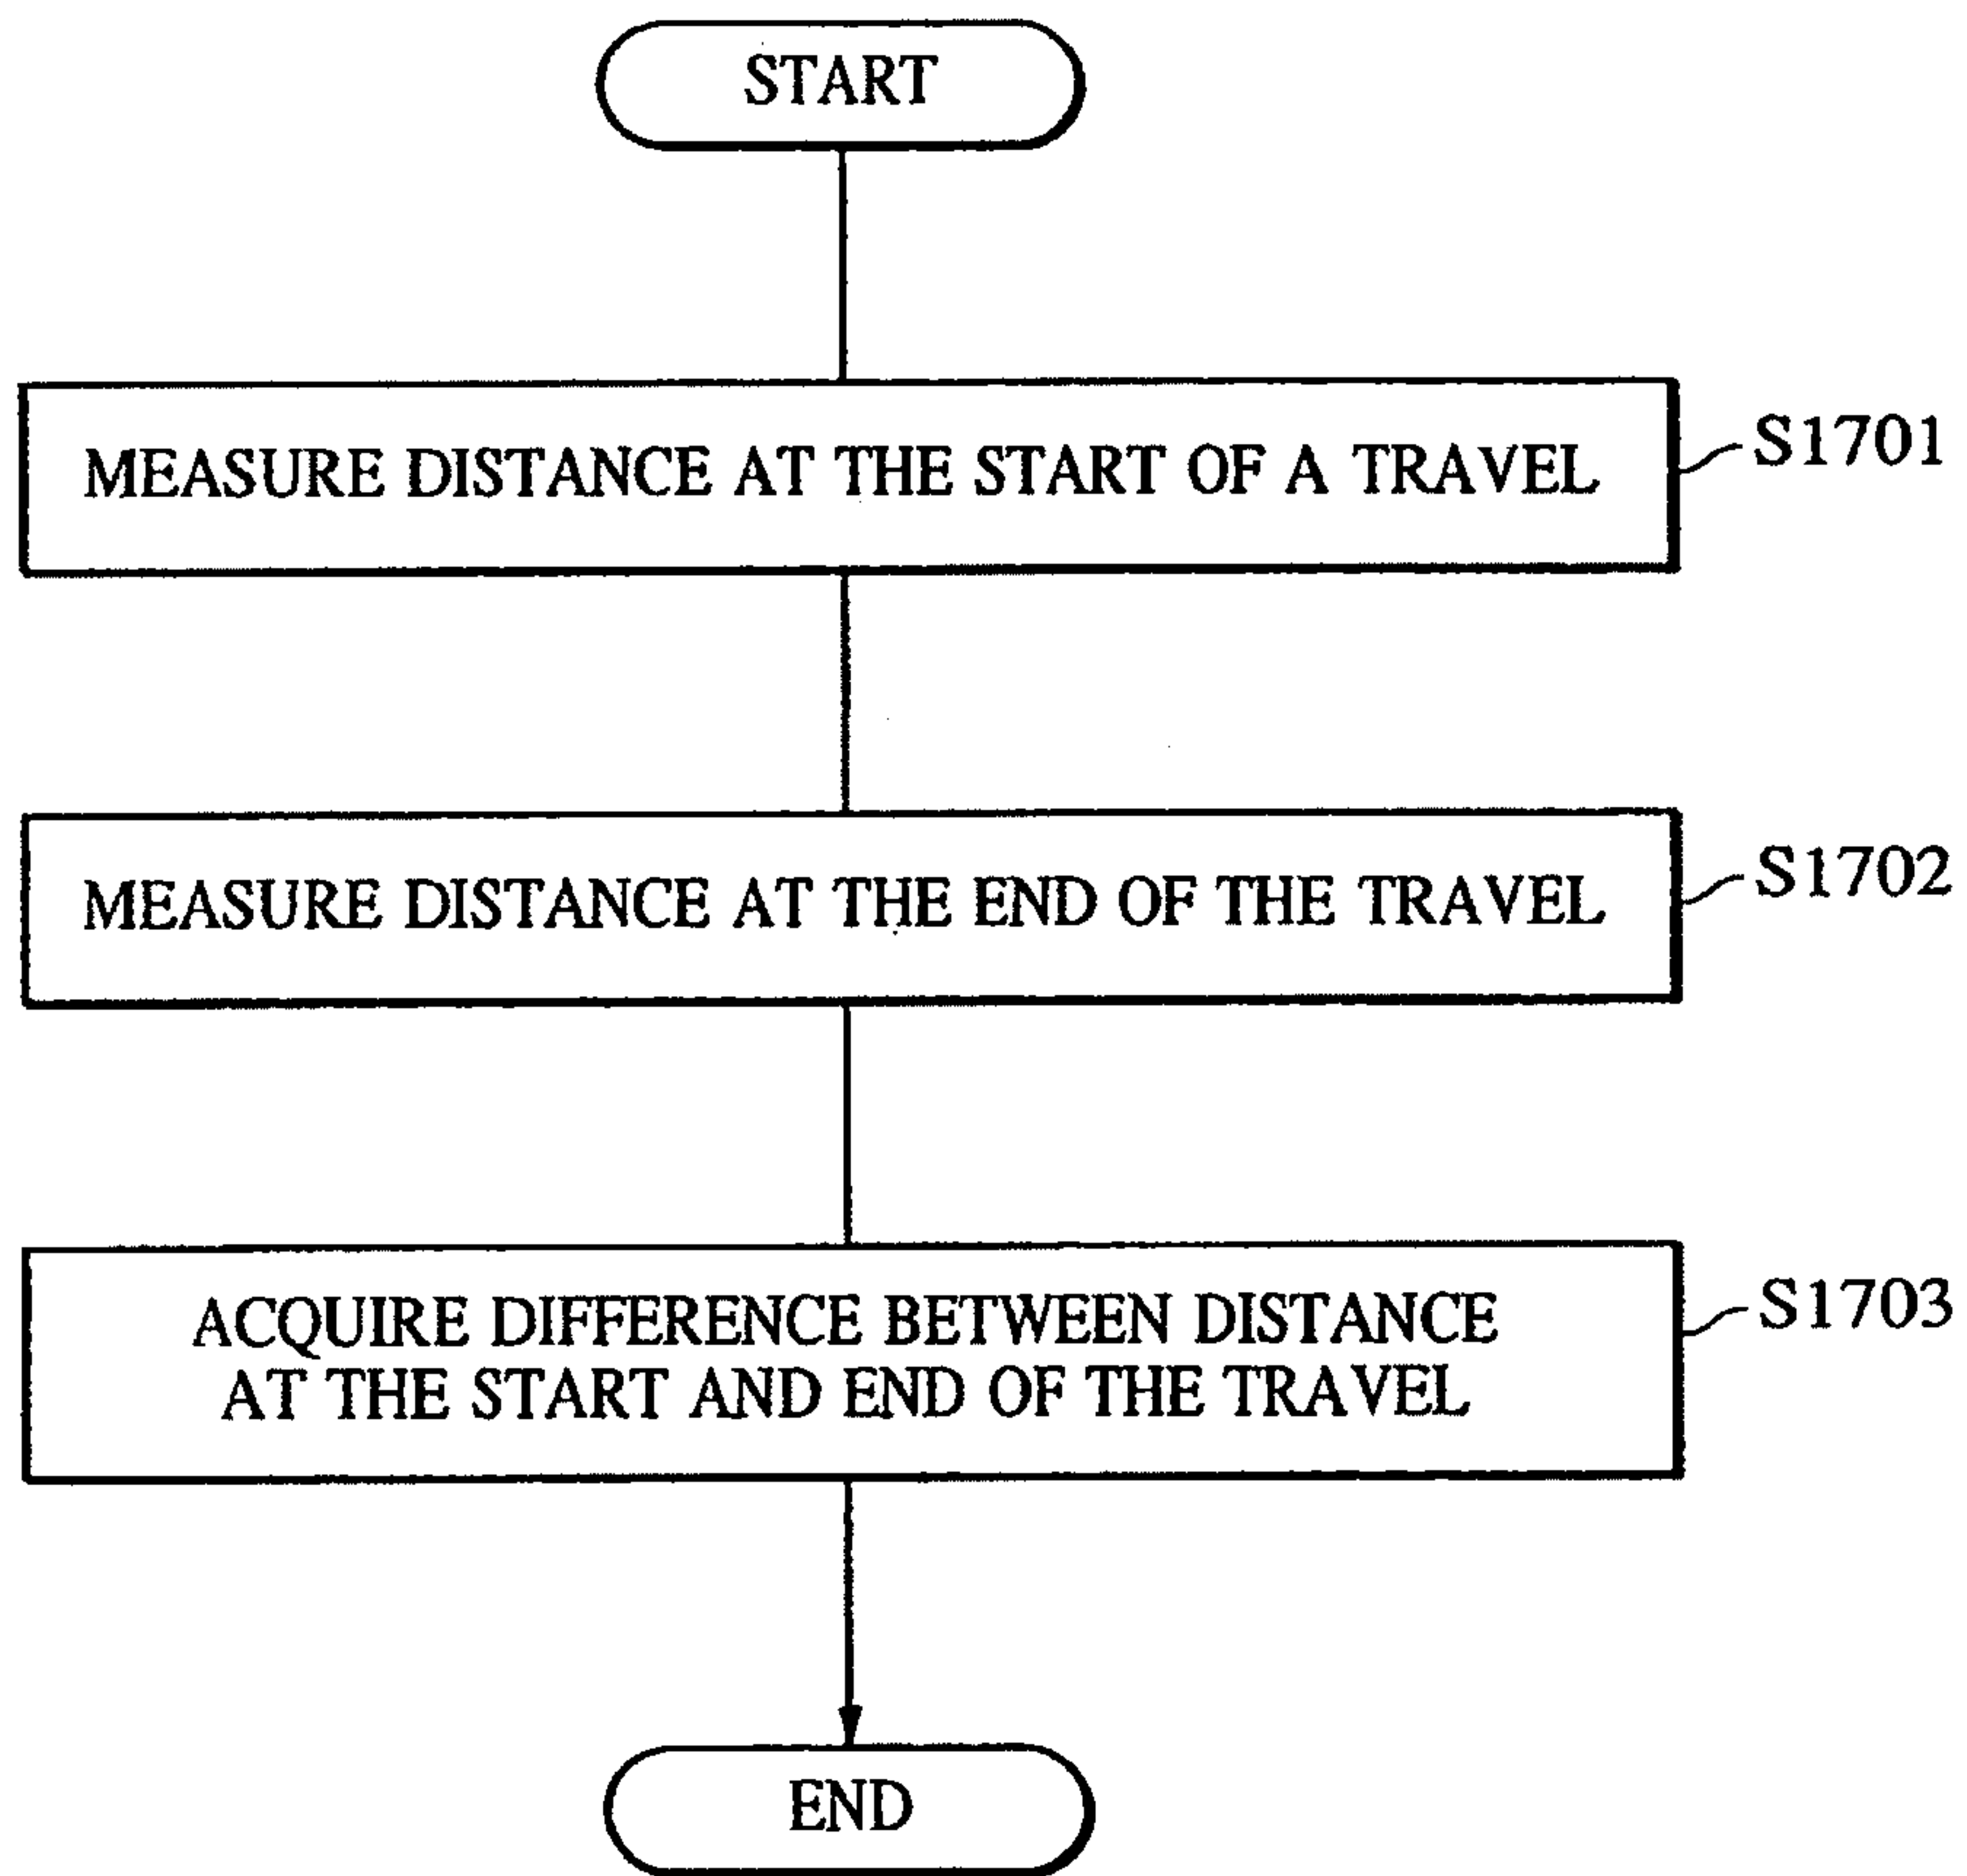 START
MEASURE DISTANCE AT THE START OF A TRAVEL
S1701
MEASURE DISTANCE AT THE END OF THE TRAVEL
S1702
ACQUIRE DIFFERENCE BETWEEN DISTANCE
AT THE START AND END OF THE TRAVEL
S1703
END